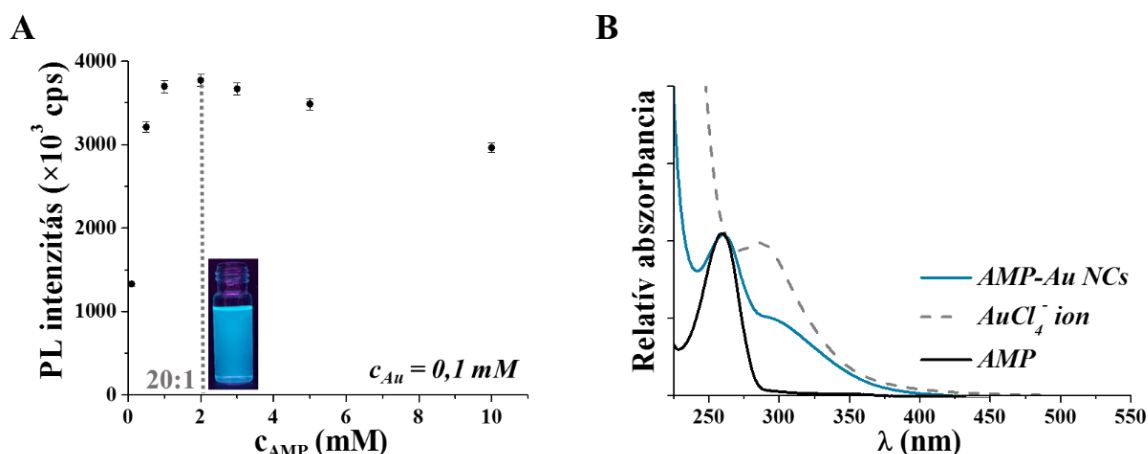 A
PL intenzitás (×10³ cps)
4000
3000
2000
1000
0
20:1
c_Au = 0,1 mM
0 2 4 6 8 10
c_AMP (mM)
B
Relatív abszorbancia
AMP-Au NCs
AuCl₄⁻ ion
AMP
250 300 350 400 450 500 550
λ (nm)